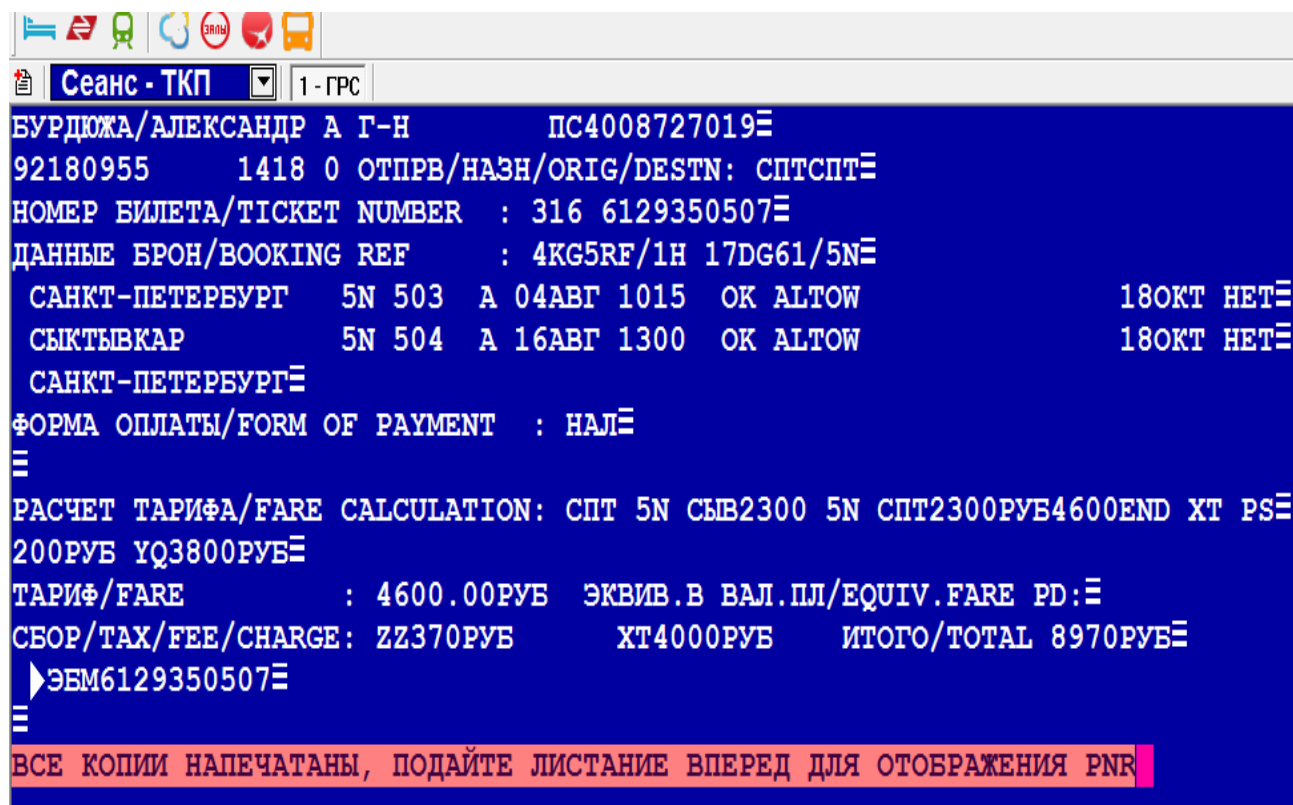 ЗАЛЫ
Сеанс - ТКП 1 - ГРС
БУРДЮЖА/АЛЕКСАНДР А Г-Н ПС4008727019
92180955 1418 0 ОТПРВ/НАЗН/ORIG/DESTN: СПТСПТ
НОМЕР БИЛЕТА/TICKET NUMBER : 316 6129350507
ДАННЫЕ БРОН/BOOKING REF : 4KG5RF/1H 17DG61/5N
САНКТ-ПЕТЕРБУРГ 5N 503 A 04АВГ 1015 OK ALTOW 18ОКТ НЕТ
СЫКТЫВКАР 5N 504 A 16АВГ 1300 OK ALTOW 18ОКТ НЕТ
САНКТ-ПЕТЕРБУРГ
ФОРМА ОПЛАТЫ/FORM OF PAYMENT : НАЛ
РАСЧЕТ ТАРИФА/FARE CALCULATION: СПТ 5N СЫВ2300 5N СПТ2300РУБ4600END XT PS
200РУБ YQ3800РУБ
ТАРИФ/FARE : 4600.00РУБ ЭКВИВ.В ВАЛ.ПЛ/EQUIV.FARE PD:
СБОР/TAX/FEE/CHARGE: ZZ370РУБ XT4000РУБ ИТОГО/TOTAL 8970РУБ
ЭБМ6129350507
ВСЕ КОПИИ НАПЕЧАТАНЫ, ПОДАЙТЕ ЛИСТАНИЕ ВПЕРЕД ДЛЯ ОТОБРАЖЕНИЯ PNR